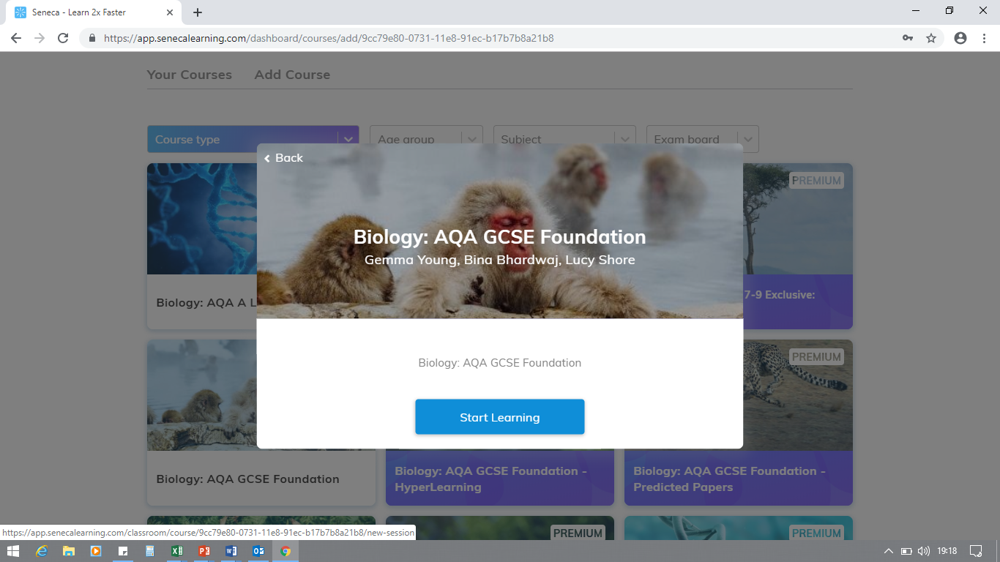 Seneca - Learn 2x Faster
https://app.senecalearning.com/dashboard/courses/add/9cc79e80-0731-11e8-91ec-b17b7b8a21b8
Your Courses Add Course
Course type Age group Subject Exam board
Back
PREMIUM
Biology: AQA GCSE Foundation
Gemma Young, Bina Bhardwaj, Lucy Shore
Biology: AQA A L
7-9 Exclusive:
Biology: AQA GCSE Foundation
PREMIUM
Start Learning
Biology: AQA GCSE Foundation
Biology: AQA GCSE Foundation -
HyperLearning
Biology: AQA GCSE Foundation -
Predicted Papers
https://app.senecalearning.com/classroom/course/9cc79e80-0731-11e8-91ec-b17b7b8a21b8/new-session
PREMIUM
PREMIUM
19:18